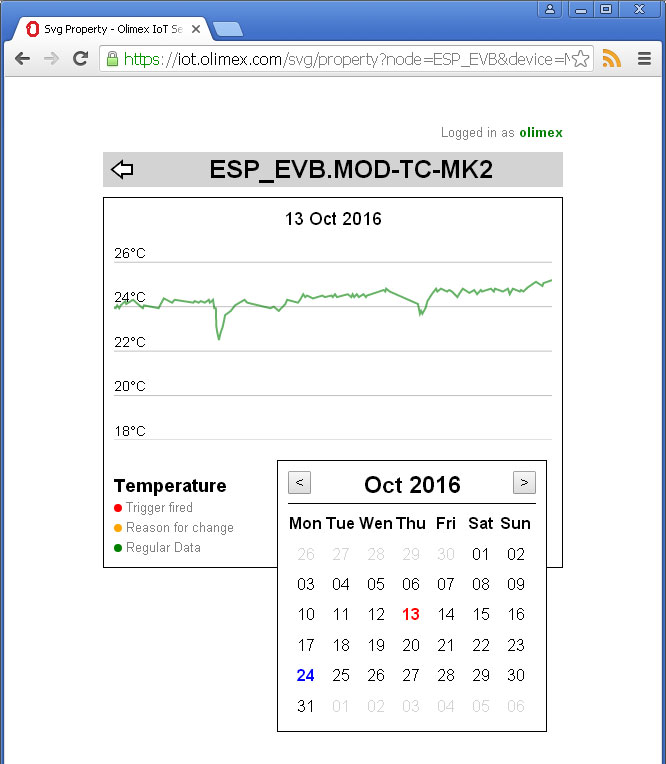 Svg Property - Olimex IoT Se
https://iot.olimex.com/svg/property?node=ESP_EVB&device=M
Logged in as olimex
ESP_EVB.MOD-TC-MK2
13 Oct 2016
26°C
24°C
22°C
20°C
18°C
Temperature
Trigger fired
Reason for change
Regular Data
< Oct 2016 >
Mon Tue Wen Thu Fri Sat Sun
26 27 28 29 30 01 02
03 04 05 06 07 08 09
10 11 12 13 14 15 16
17 18 19 20 21 22 23
24 25 26 27 28 29 30
31 01 02 03 04 05 06